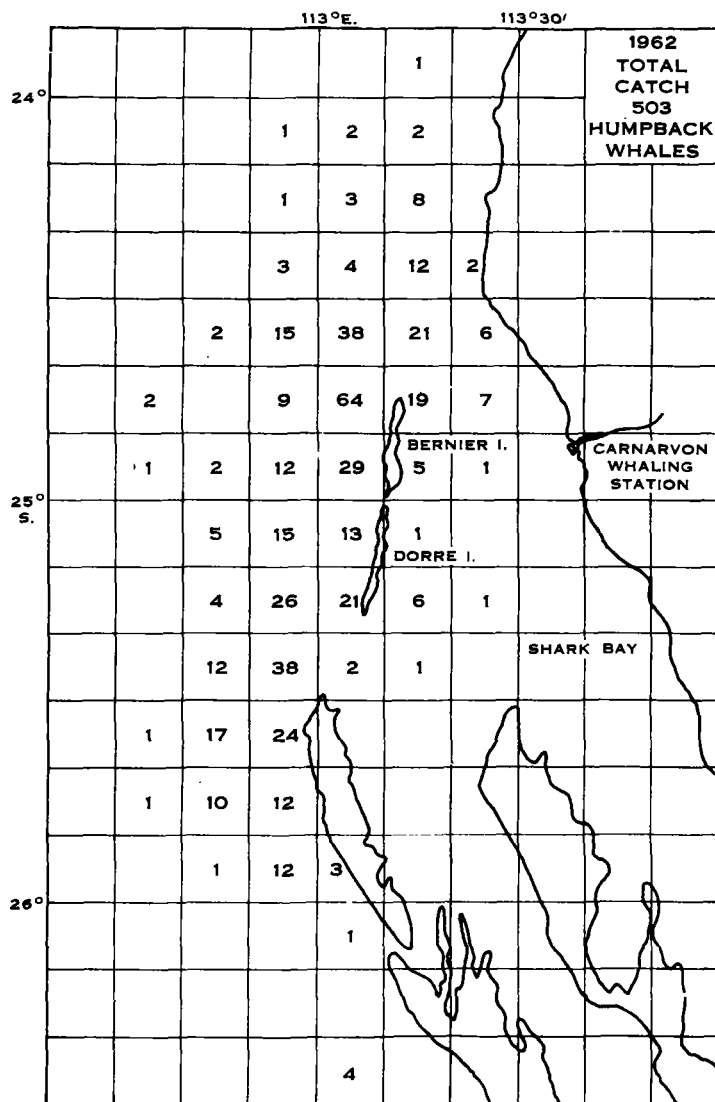 113°E. 113°30'
1962
TOTAL
CATCH
503
HUMPBACK
WHALES
1
24°
1 2 2
1 3 8
3 4 12 2
2 15 38 21 6
2 9 64 19 7
BERNIER I.
CARNARVON
WHALING
STATION
1 2 12 29 5 1
25°
S.
5 15 13 1
DORRE I.
4 26 21 6 1
SHARK BAY
12 38 2 1
1 17 24
1 10 12
1 12 3
26°
1
4